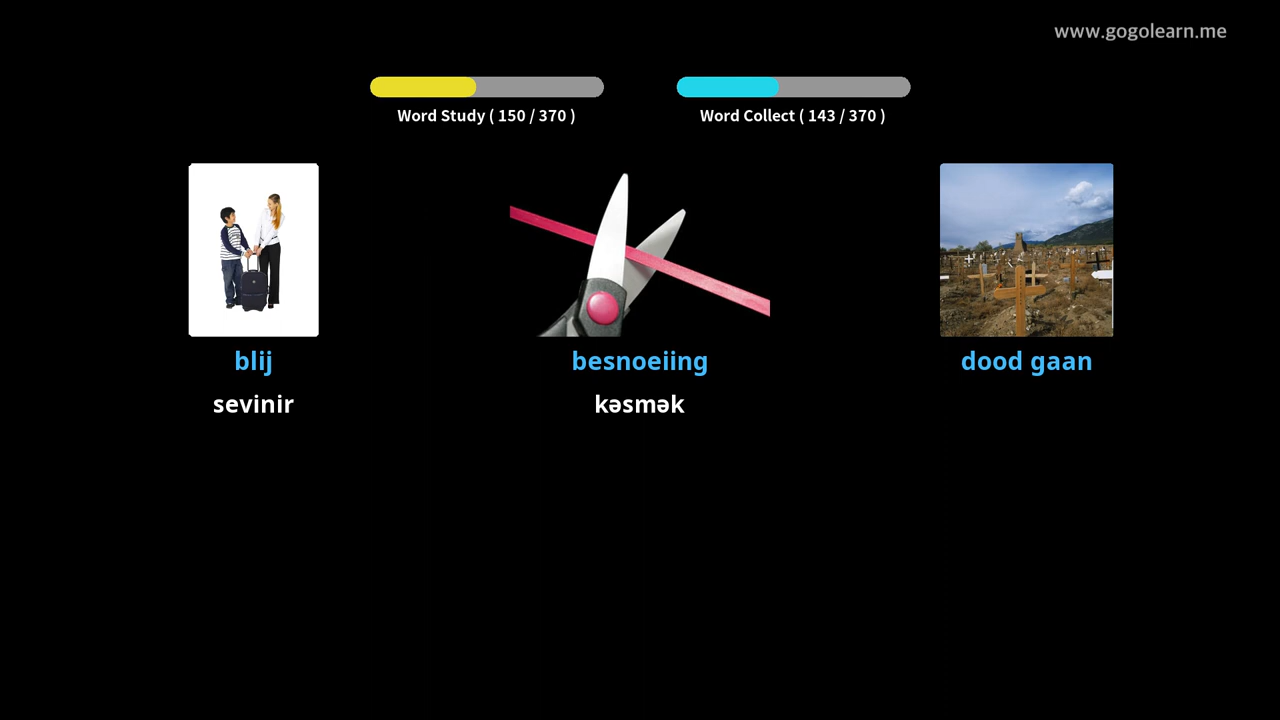 www.gogolearn.me
Word Study ( 150 / 370 )
Word Collect ( 143 / 370 )
blij
besnoeiing
dood gaan
sevinir
kəsmək